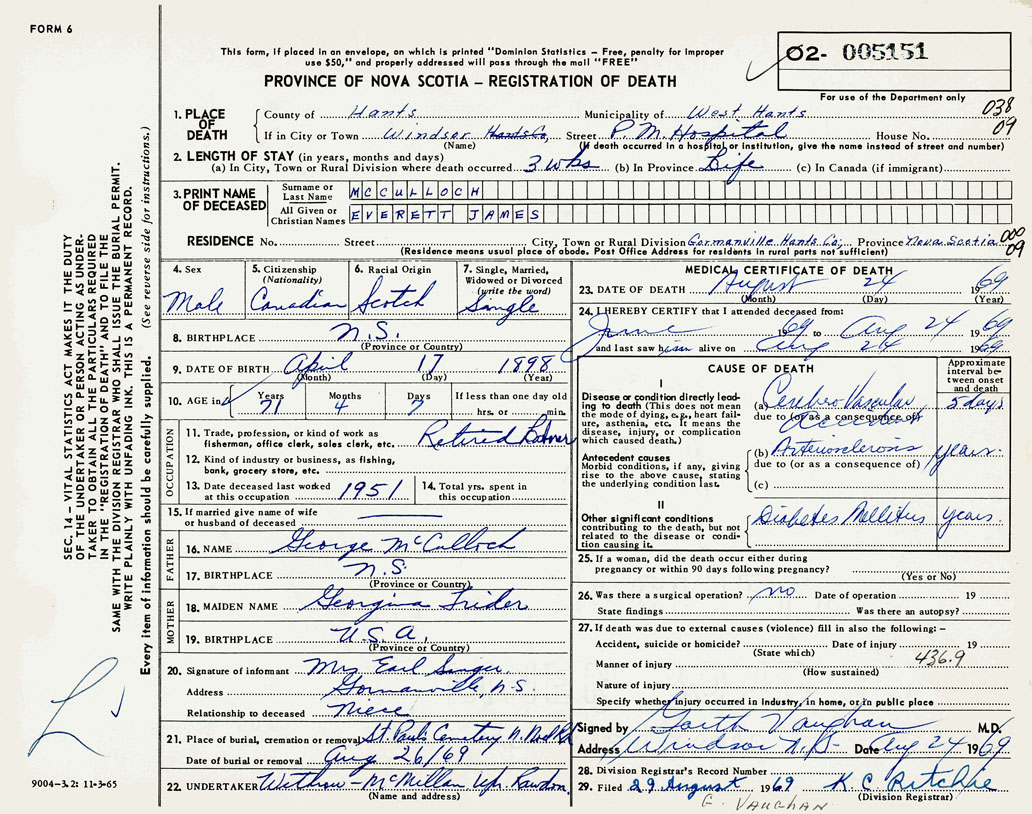 FORM 6
This form, if placed in an envelope, on which is printed "Dominion Statistics – Free, penalty for improper
use $50," and properly addressed will pass through the mail "FREE"
O2- 005151
PROVINCE OF NOVA SCOTIA – REGISTRATION OF DEATH
For use of the Department only
1. PLACE OF DEATH
County of Hants Municipality of West Hants 038
If in City or Town Windsor Hants Co, Street P. M. Hospital House No. 09
(Name) (If death occurred in a hospital or institution, give the name instead of street and number)
2. LENGTH OF STAY (in years, months and days)
(a) In City, Town or Rural Division where death occurred 3 wks (b) In Province Life (c) In Canada (if immigrant)
3. PRINT NAME OF DECEASED
Surname or Last Name MCCULLOCH
All Given or Christian Names EVERETT JAMES
RESIDENCE No. Street City, Town or Rural Division Gormanville Hants Co, Province Nova Scotia 000 09
(Residence means usual place of abode. Post Office Address for residents in rural parts not sufficient)
4. Sex Male
5. Citizenship (Nationality) Canadian
6. Racial Origin Scotch
7. Single, Married, Widowed or Divorced (write the word) Single
8. BIRTHPLACE N.S.
(Province or Country)
9. DATE OF BIRTH April 17 1898
(Month) (Day) (Year)
10. AGE in Years 71 Months 4 Days 7 If less than one day old hrs. or min.
OCCUPATION
11. Trade, profession, or kind of work as fisherman, office clerk, sales clerk, etc. Retired
12. Kind of industry or business, as fishing, bank, grocery store, etc.
13. Date deceased last worked at this occupation 1951
14. Total yrs. spent in this occupation
15. If married give name of wife or husband of deceased
FATHER
16. NAME George McCulloch
17. BIRTHPLACE N.S.
(Province or Country)
MOTHER
18. MAIDEN NAME Georgina Trider
19. BIRTHPLACE U.S.A.
(Province or Country)
20. Signature of informant Mrs Earl Singer
Address Gormanville, N.S.
Relationship to deceased Niece
21. Place of burial, cremation or removal St. Pauls Cemetery
Date of burial or removal Aug 26/69
22. UNDERTAKER Withrow – McMillan Upr. Rawdon
(Name and address)
MEDICAL CERTIFICATE OF DEATH
23. DATE OF DEATH August 24 1969
(Month) (Day) (Year)
24. I HEREBY CERTIFY that I attended deceased from:
June 1969 to Aug 24 1969
and last saw him alive on Aug 24 1969
CAUSE OF DEATH
Approximate interval between onset and death
I
Disease or condition directly leading to death (This does not mean the mode of dying, e.g., heart failure, asthenia, etc. It means the disease, injury, or complication which caused death.)
(a) Cerebro Vascular Accident 5 days
due to (or as a consequence of)
Antecedent causes
Morbid conditions, if any, giving rise to the above cause, stating the underlying condition last.
(b) Arteriosclerosis years.
due to (or as a consequence of)
(c)
II
Other significant conditions contributing to the death, but not related to the disease or condition causing it.
Diabetes Mellitus years.
25. If a woman, did the death occur either during pregnancy or within 90 days following pregnancy?
(Yes or No)
26. Was there a surgical operation? no Date of operation 19
State findings Was there an autopsy?
27. If death was due to external causes (violence) fill in also the following: –
Accident, suicide or homicide? Date of injury 19
(State which) 436.9
Manner of injury
(How sustained)
Nature of injury
Specify whether injury occurred in industry, in home, or in public place
Signed by Garth Vaughan M.D.
Address Windsor N.S. Date Aug 24 1969
28. Division Registrar's Record Number
29. Filed 29 August 1969 K. C. Ritchie
(Division Registrar)
G. VAUGHAN
SEC. 14 – VITAL STATISTICS ACT MAKES IT THE DUTY
OF THE UNDERTAKER OR PERSON ACTING AS UNDER-
TAKER TO OBTAIN ALL THE PARTICULARS REQUIRED
IN THE "REGISTRATION OF DEATH" AND TO FILE THE
SAME WITH THE DIVISION REGISTRAR WHO SHALL ISSUE THE BURIAL PERMIT.
WRITE PLAINLY WITH UNFADING INK. THIS IS A PERMANENT RECORD.
Every item of information should be carefully supplied. (See reverse side for instructions.)
9004-3.2: 11-3-65